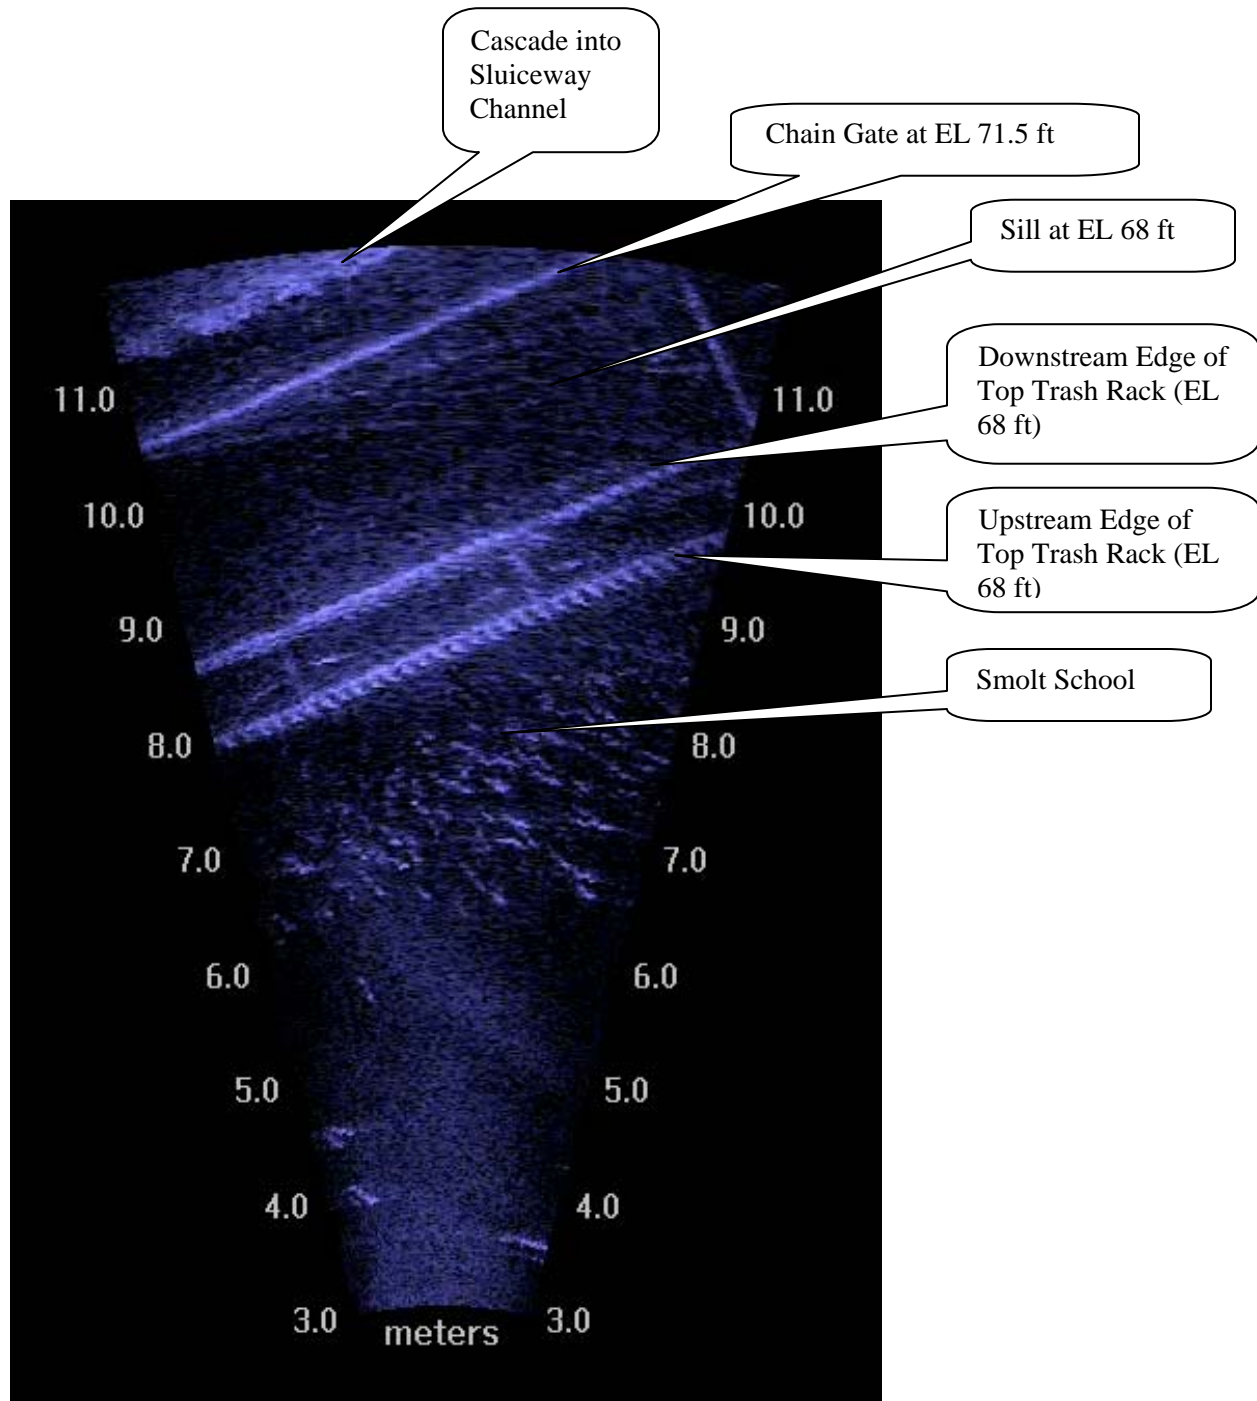 Cascade into
Sluiceway
Channel
Chain Gate at EL 71.5 ft
Sill at EL 68 ft
Downstream Edge of
Top Trash Rack (EL
68 ft)
Upstream Edge of
Top Trash Rack (EL
68 ft)
Smolt School
11.0 11.0
10.0 10.0
9.0 9.0
8.0 8.0
7.0 7.0
6.0 6.0
5.0 5.0
4.0 4.0
3.0 meters 3.0